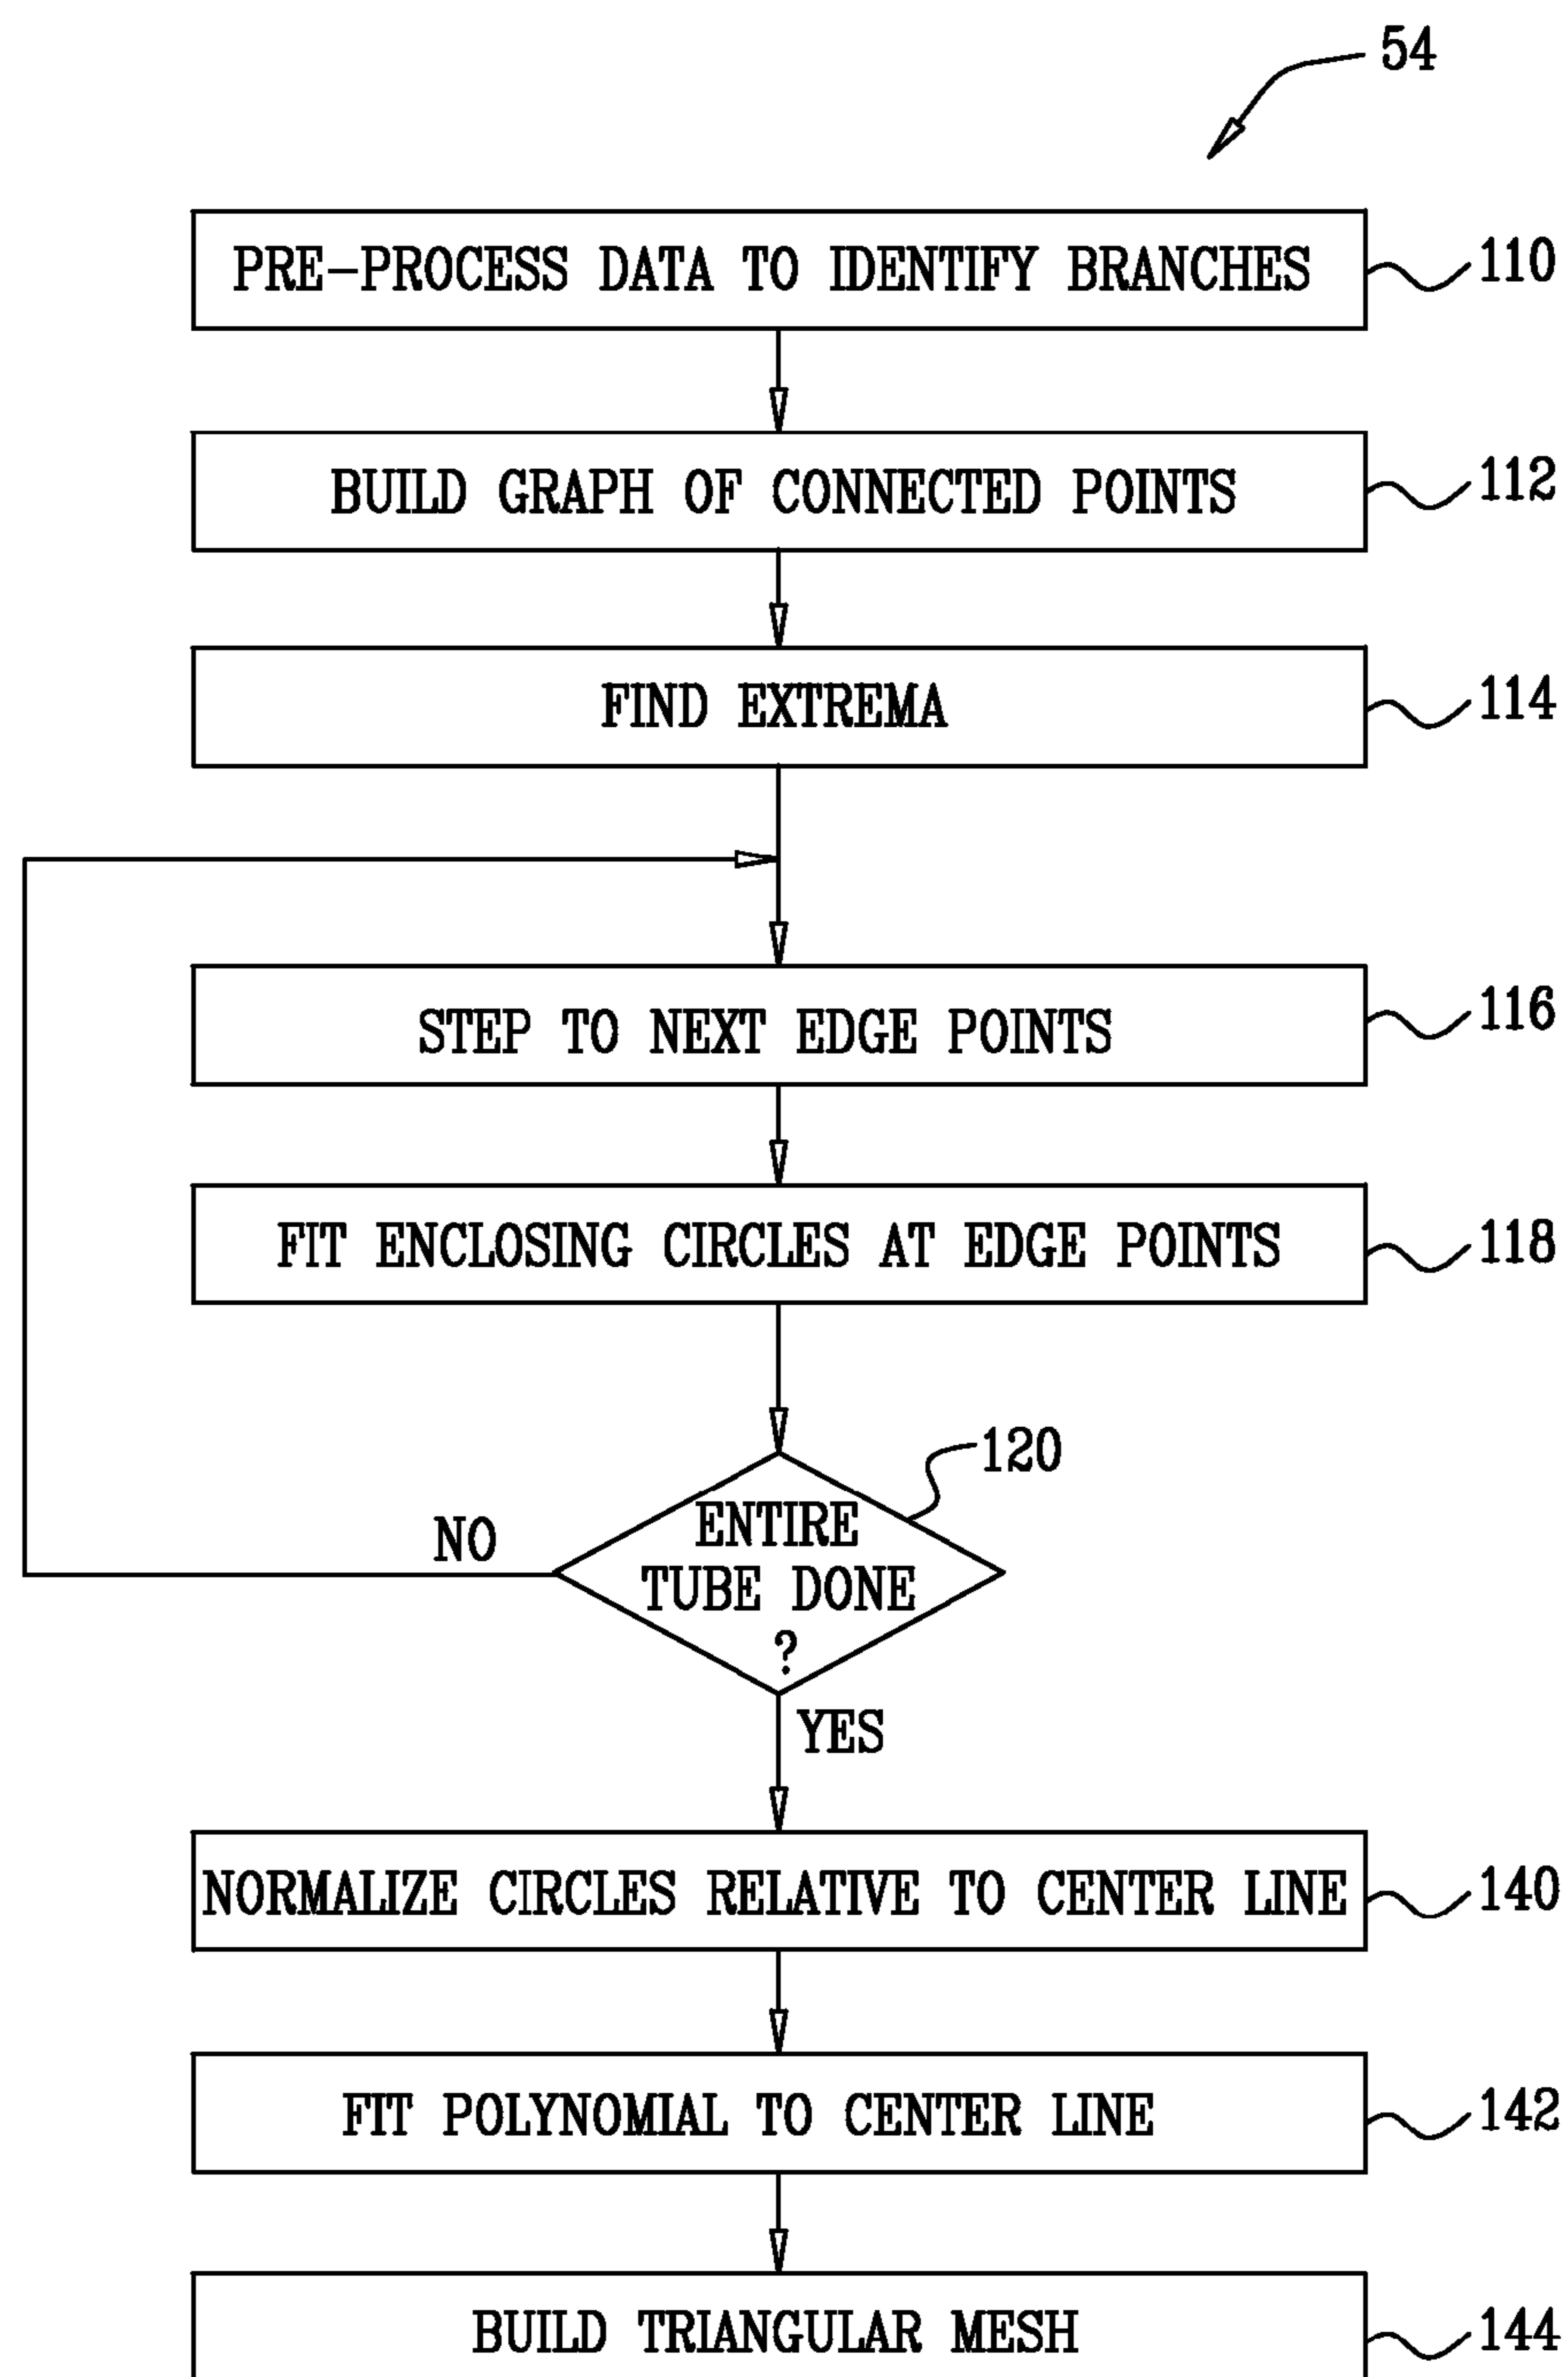 54
PRE-PROCESS DATA TO IDENTIFY BRANCHES
110
BUILD GRAPH OF CONNECTED POINTS
112
FIND EXTREMA
114
STEP TO NEXT EDGE POINTS
116
FIT ENCLOSING CIRCLES AT EDGE POINTS
118
120
ENTIRE
TUBE DONE
?
NO
YES
NORMALIZE CIRCLES RELATIVE TO CENTER LINE
140
FIT POLYNOMIAL TO CENTER LINE
142
BUILD TRIANGULAR MESH
144